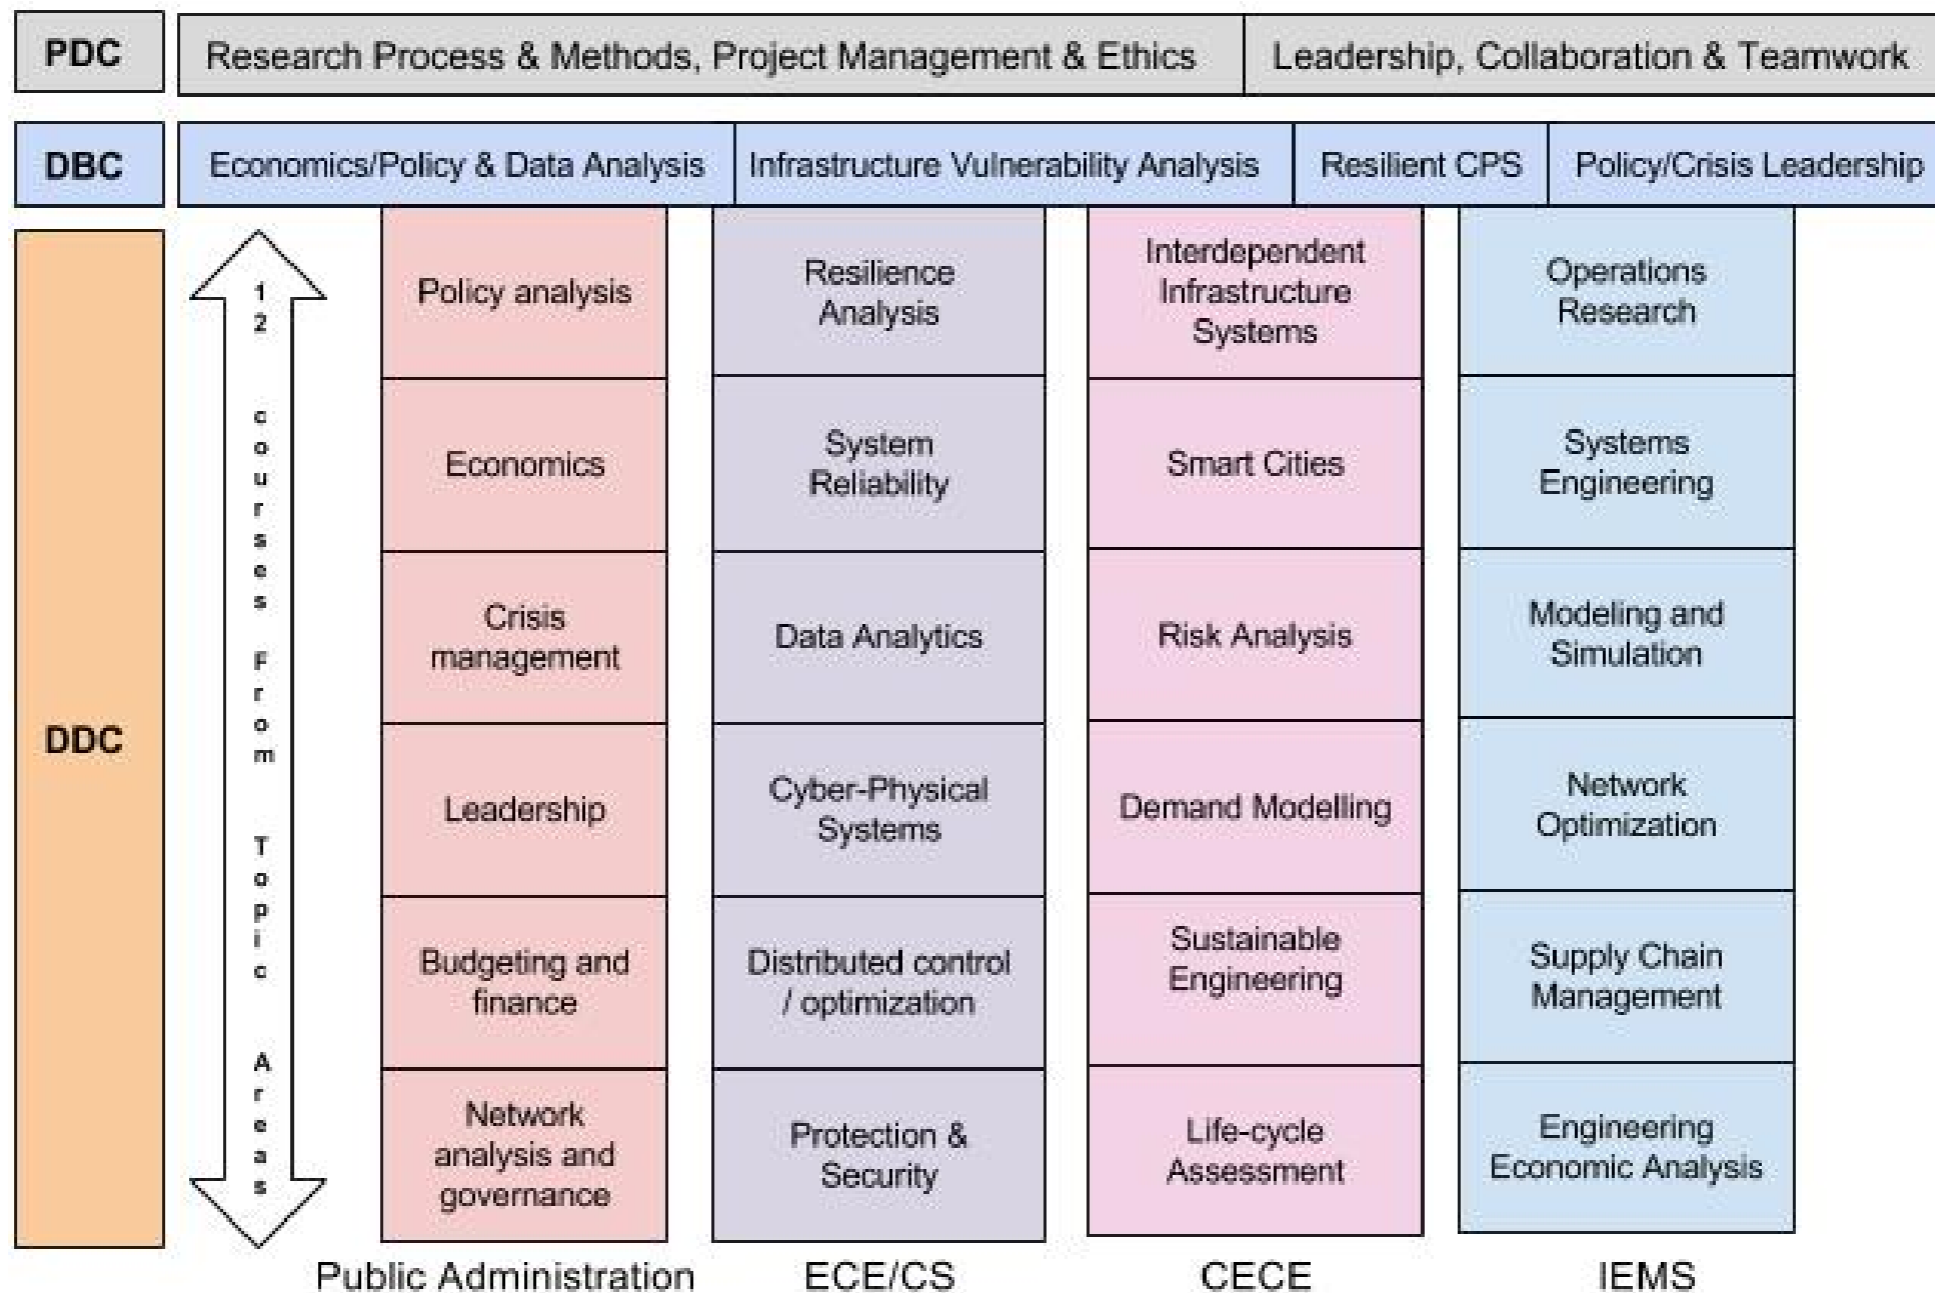 PDC
Research Process & Methods, Project Management & Ethics
Leadership, Collaboration & Teamwork
DBC
Economics/Policy & Data Analysis
Infrastructure Vulnerability Analysis
Resilient CPS
Policy/Crisis Leadership
DDC
12 courses From Topic Areas
Policy analysis
Economics
Crisis
management
Leadership
Budgeting and
finance
Network
analysis and
governance
Public Administration
Resilience
Analysis
System
Reliability
Data Analytics
Cyber-Physical
Systems
Distributed control
/ optimization
Protection &
Security
ECE/CS
Interdependent
Infrastructure
Systems
Smart Cities
Risk Analysis
Demand Modelling
Sustainable
Engineering
Life-cycle
Assessment
CECE
Operations
Research
Systems
Engineering
Modeling and
Simulation
Network
Optimization
Supply Chain
Management
Engineering
Economic Analysis
IEMS